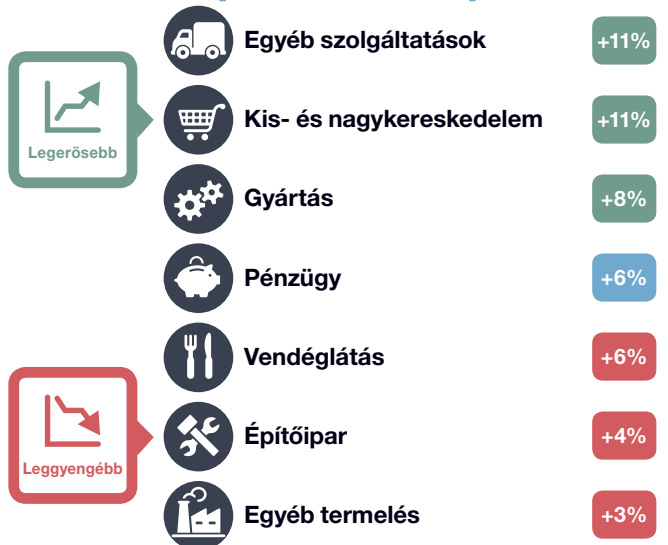 Egyéb szolgáltatások +11%
Legerösebb
Kis- és nagykereskedelem +11%
Gyártás +8%
Pénzügy +6%
Vendéglátás +6%
Leggyengébb
Építőipar +4%
Egyéb termelés +3%